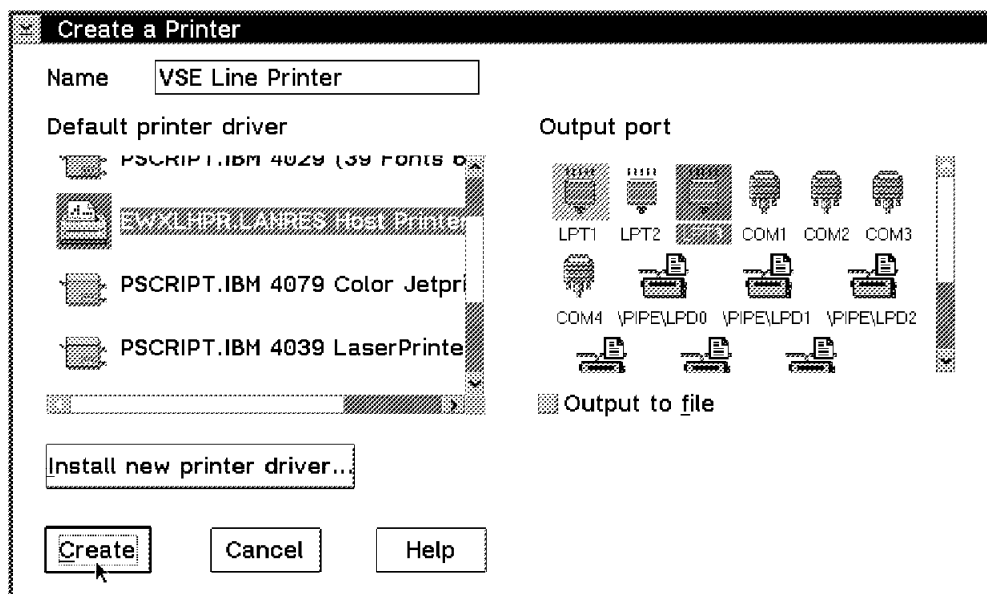 Create a Printer
Name VSE Line Printer
Default printer driver
PSCRIPT.IBM 4029 (39 Fonts
EWXLHPR.LANRES Host Printer
PSCRIPT.IBM 4079 Color Jetpri
PSCRIPT.IBM 4039 LaserPrinte
Output port
LPT1 LPT2 COM1 COM2 COM3
COM4 \PIPE\LPD0 \PIPE\LPD1 \PIPE\LPD2
Output to file
Install new printer driver...
Create Cancel Help